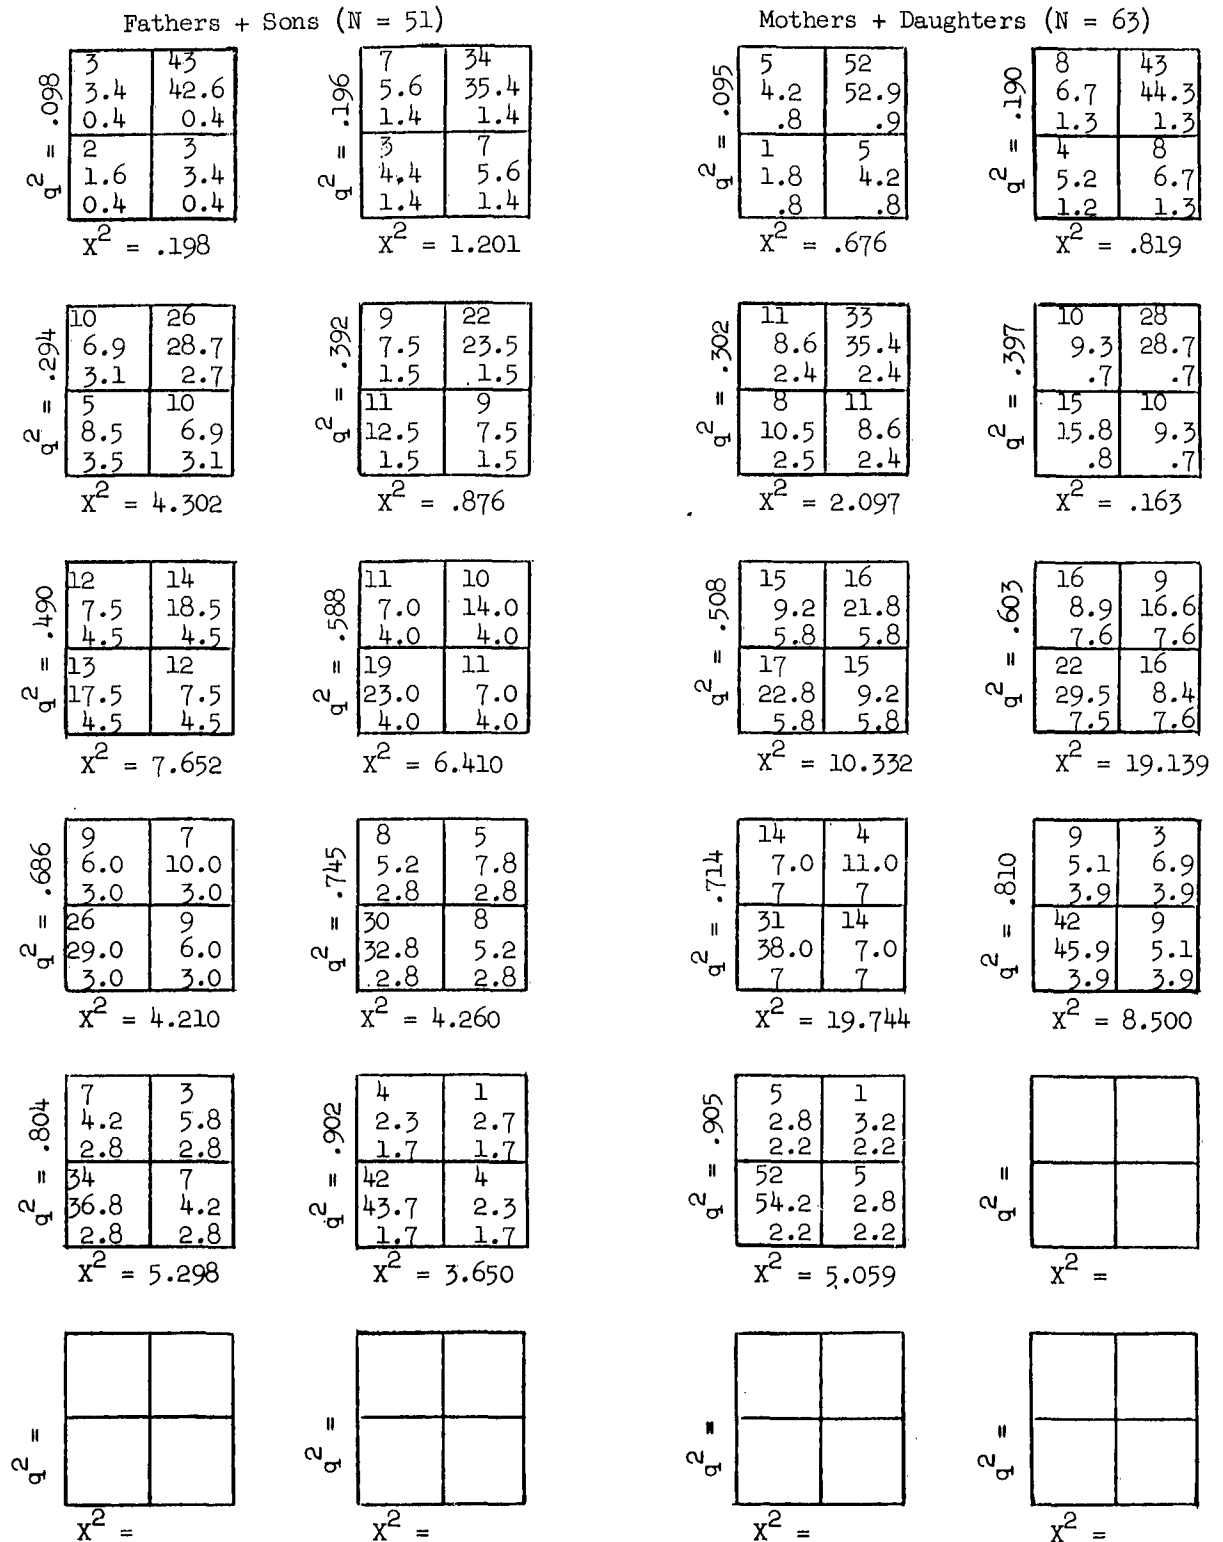 Fathers + Sons (N = 51)
Mothers + Daughters (N = 63)
q² = .098
3 43
3.4 42.6
0.4 0.4
2 3
1.6 3.4
0.4 0.4
X² = .198
q² = .196
7 34
5.6 35.4
1.4 1.4
3 7
4.4 5.6
1.4 1.4
X² = 1.201
q² = .095
5 52
4.2 52.9
.8 .9
1 5
1.8 4.2
.8 .8
X² = .676
q² = .190
8 43
6.7 44.3
1.3 1.3
4 8
5.2 6.7
1.2 1.3
X² = .819
q² = .294
10 26
6.9 28.7
3.1 2.7
5 10
8.5 6.9
3.5 3.1
X² = 4.302
q² = .392
9 22
7.5 23.5
1.5 1.5
11 9
12.5 7.5
1.5 1.5
X² = .876
q² = .302
11 33
8.6 35.4
2.4 2.4
8 11
10.5 8.6
2.5 2.4
X² = 2.097
q² = .397
10 28
9.3 28.7
.7 .7
15 10
15.8 9.3
.8 .7
X² = .163
q² = .490
12 14
7.5 18.5
4.5 4.5
13 12
17.5 7.5
4.5 4.5
X² = 7.652
q² = .588
11 10
7.0 14.0
4.0 4.0
19 11
23.0 7.0
4.0 4.0
X² = 6.410
q² = .508
15 16
9.2 21.8
5.8 5.8
17 15
22.8 9.2
5.8 5.8
X² = 10.332
q² = .603
16 9
8.9 16.6
7.6 7.6
22 16
29.5 8.4
7.5 7.6
X² = 19.139
q² = .686
9 7
6.0 10.0
3.0 3.0
26 9
29.0 6.0
3.0 3.0
X² = 4.210
q² = .745
8 5
5.2 7.8
2.8 2.8
30 8
32.8 5.2
2.8 2.8
X² = 4.260
q² = .714
14 4
7.0 11.0
7 7
31 14
38.0 7.0
7 7
X² = 19.744
q² = .810
9 3
5.1 6.9
3.9 3.9
42 9
45.9 5.1
3.9 3.9
X² = 8.500
q² = .804
7 3
4.2 5.8
2.8 2.8
34 7
36.8 4.2
2.8 2.8
X² = 5.298
q² = .902
4 1
2.3 2.7
1.7 1.7
42 4
43.7 2.3
1.7 1.7
X² = 3.650
q² = .905
5 1
2.8 3.2
2.2 2.2
52 5
54.2 2.8
2.2 2.2
X² = 5.059
q² =
X² =
q² =
X² =
q² =
X² =
q² =
X² =
q² =
X² =